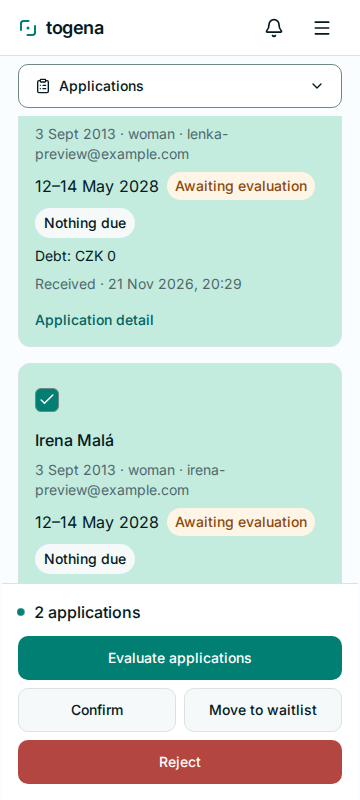 togena
Applications
3 Sept 2013 · woman · lenka-
preview@example.com
12–14 May 2028 Awaiting evaluation
Nothing due
Debt: CZK 0
Received · 21 Nov 2026, 20:29
Application detail
Irena Malá
3 Sept 2013 · woman · irena-
preview@example.com
12–14 May 2028 Awaiting evaluation
Nothing due
2 applications
Evaluate applications
Confirm Move to waitlist
Reject